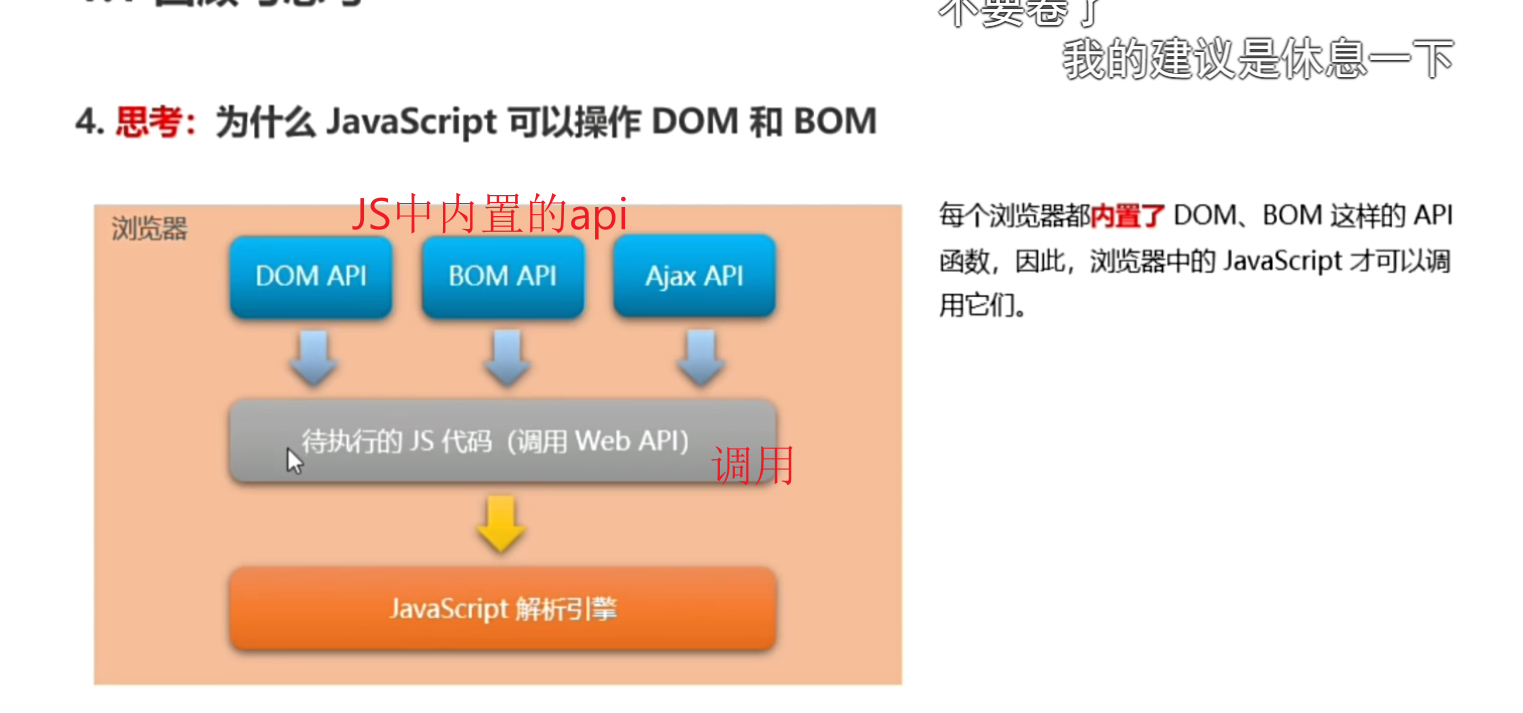 不要卷了
我的建议是休息一下
4. 思考：为什么 JavaScript 可以操作 DOM 和 BOM
JS中内置的api
浏览器
DOM API
BOM API
Ajax API
待执行的 JS 代码（调用 Web API）
调用
JavaScript 解析引擎
每个浏览器都内置了 DOM、BOM 这样的 API
函数，因此，浏览器中的 JavaScript 才可以调
用它们。